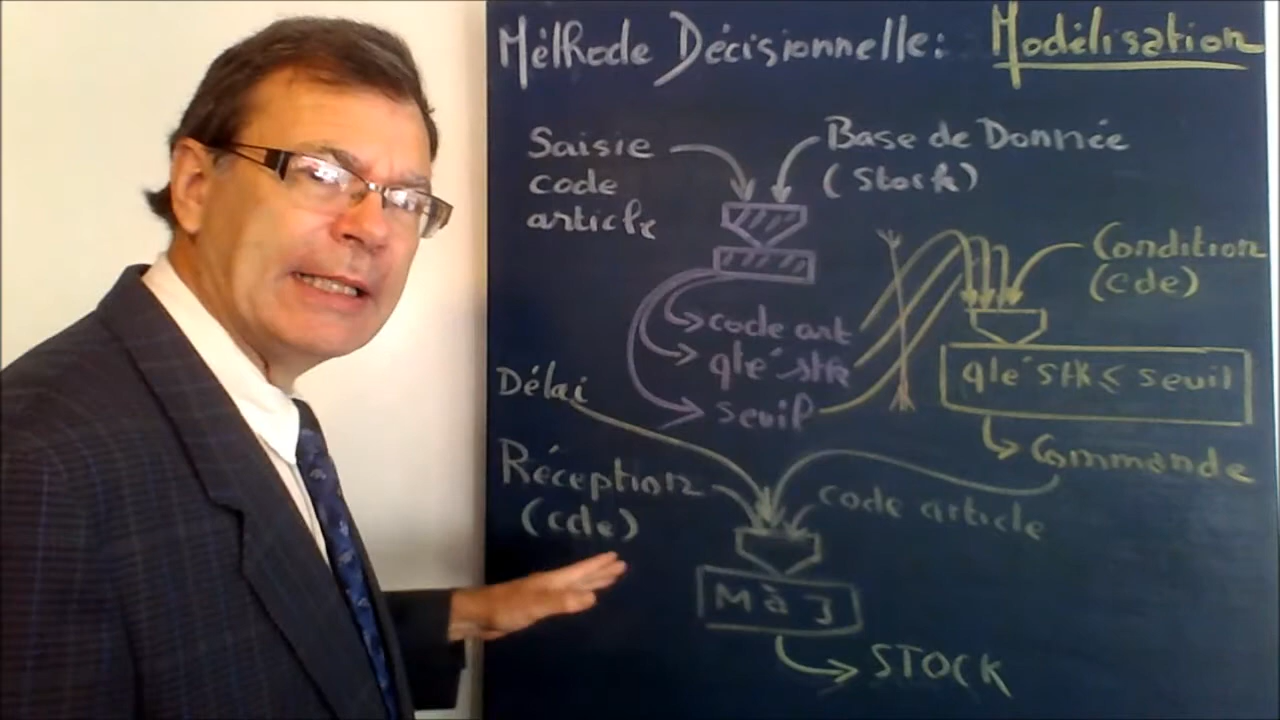 Méthode Décisionnelle: Modélisation
Saisie
code
article
Base de Donnée
(Stock)
Condition
(Cde)
code art
qté stk
seuil
qté stk ≤ seuil
Commande
Délai
Réception
(cde)
code article
M à J
STOCK